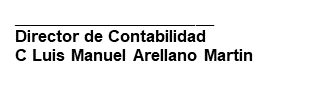 Director de Contabilidad
C Luis Manuel Arellano Martin